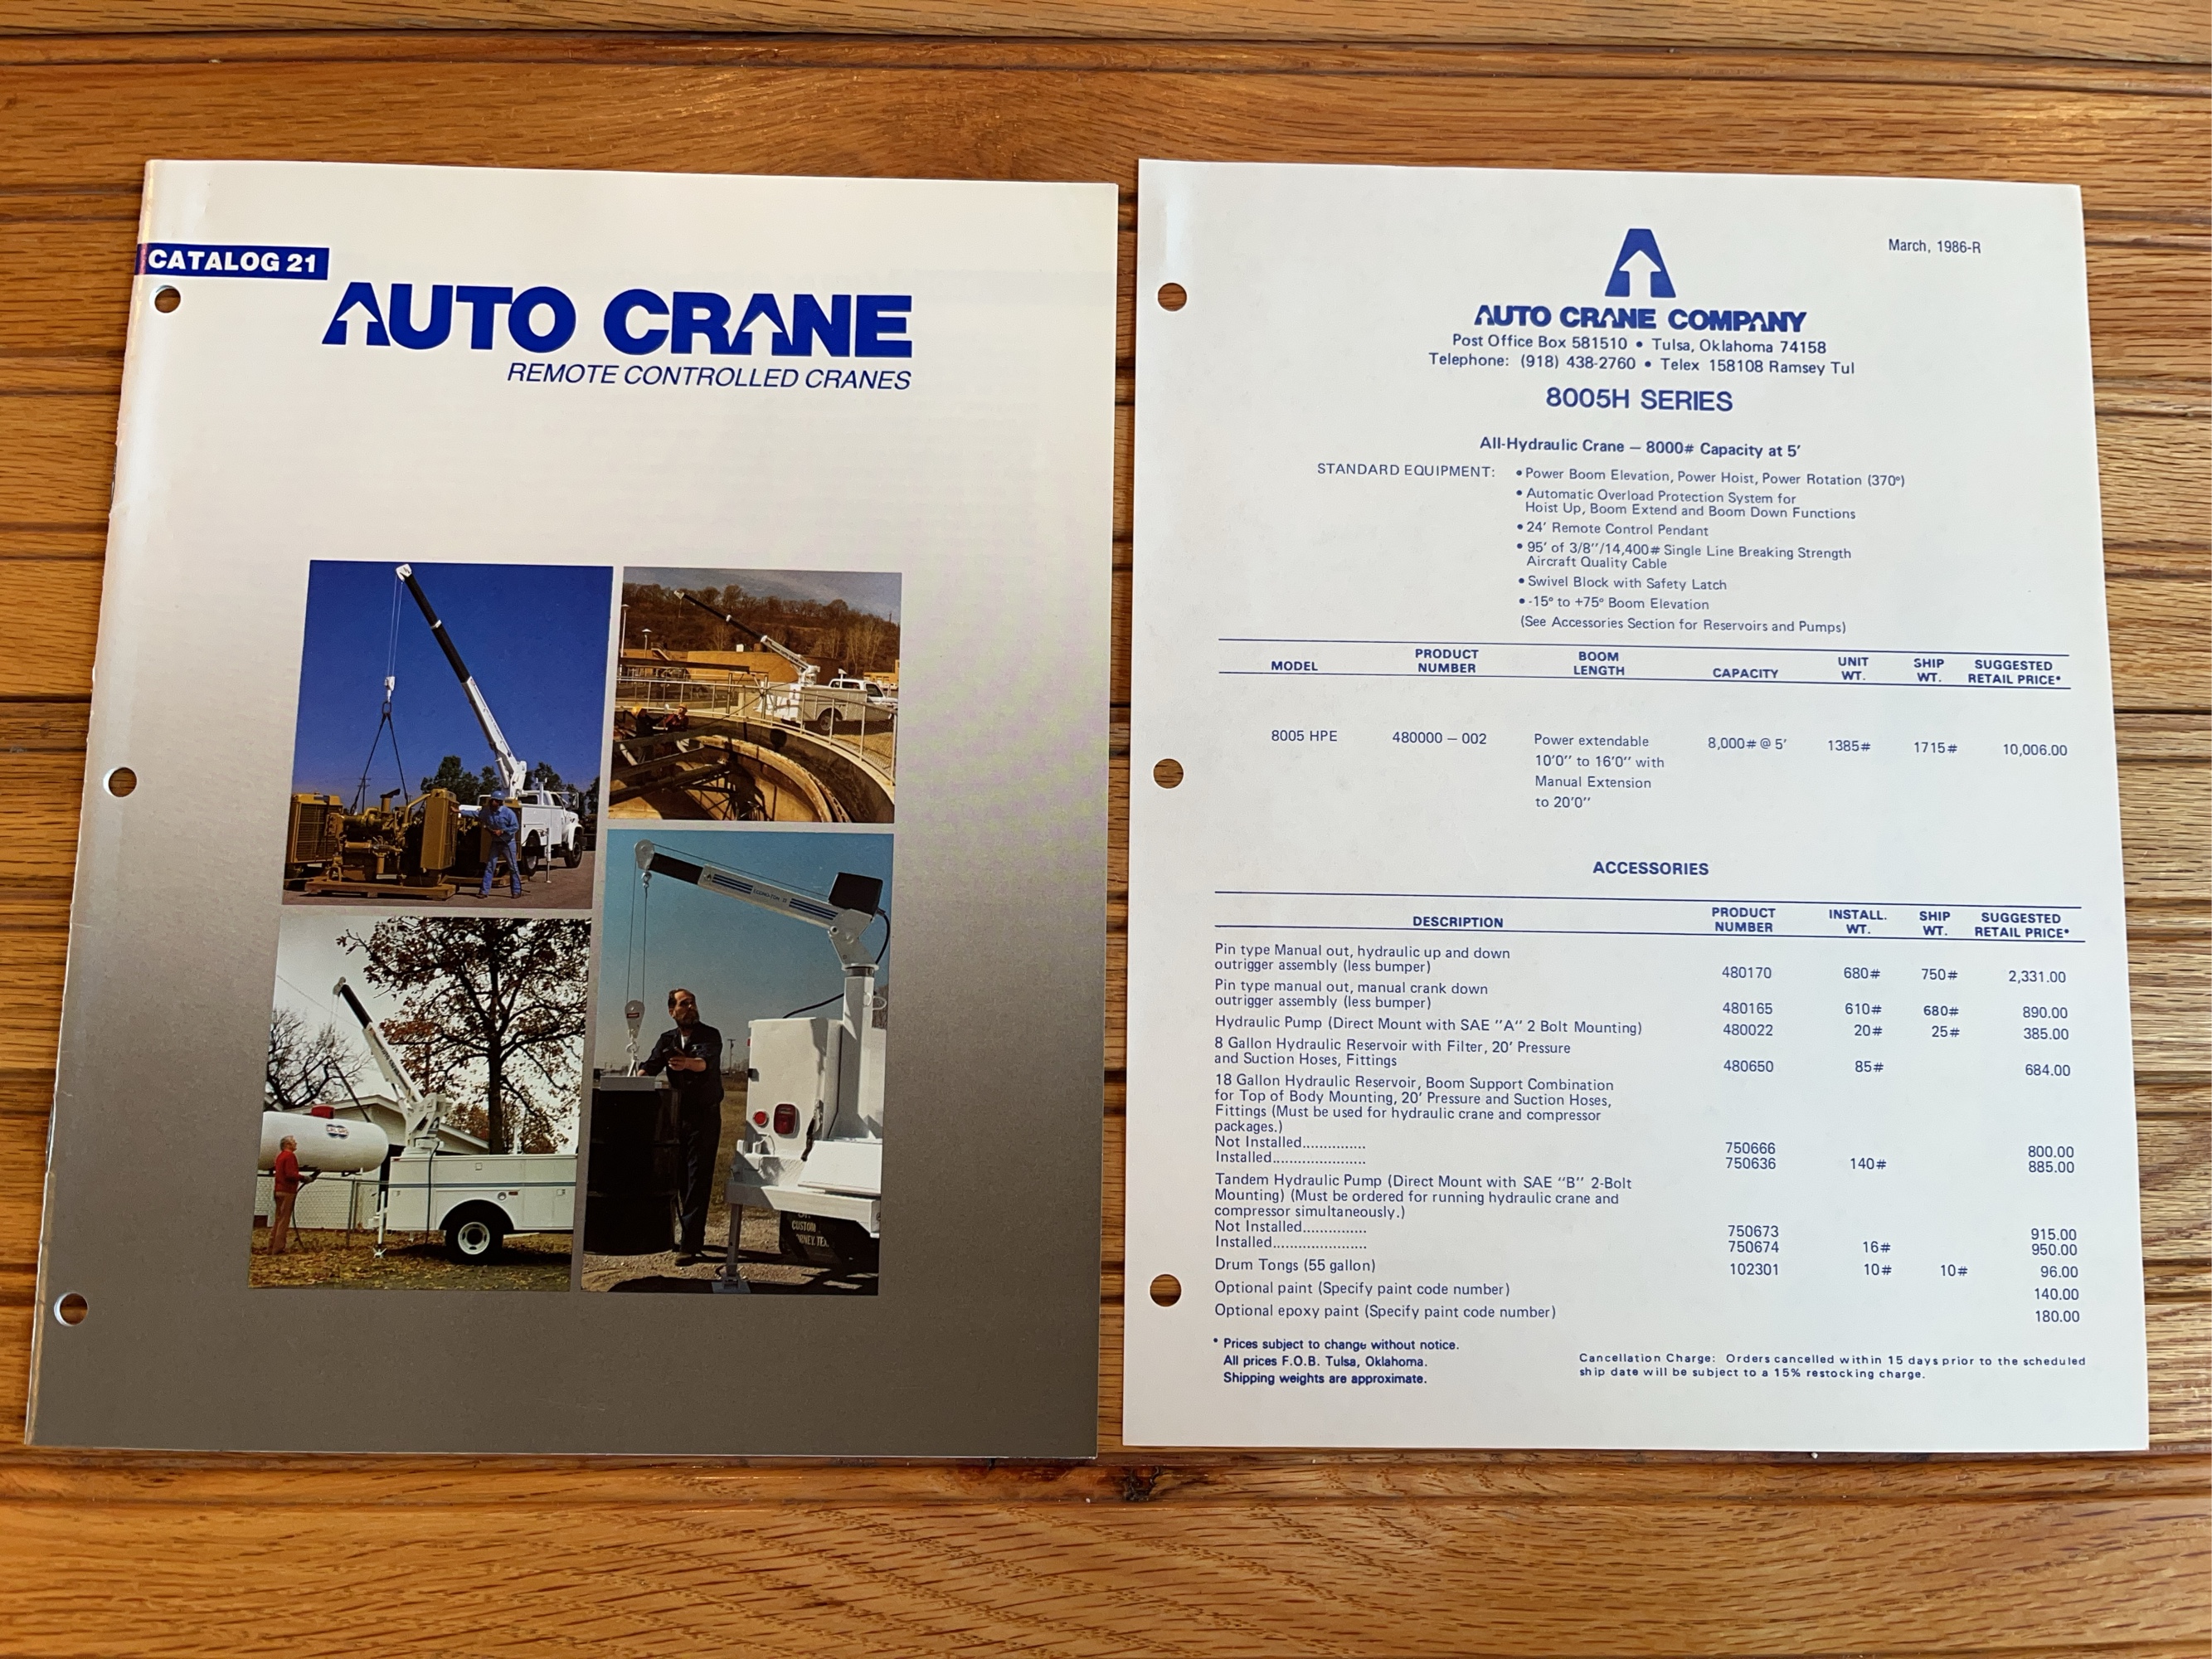 CATALOG 21
AUTO CRANE
REMOTE CONTROLLED CRANES
March, 1986-R
AUTO CRANE COMPANY
Post Office Box 581510 • Tulsa, Oklahoma 74158
Telephone: (918) 438-2760 • Telex 158108 Ramsey Tul
8005H SERIES
All-Hydraulic Crane — 8000# Capacity at 5'
STANDARD EQUIPMENT:
• Power Boom Elevation, Power Hoist, Power Rotation (370°)
• Automatic Overload Protection System for
Hoist Up, Boom Extend and Boom Down Functions
• 24' Remote Control Pendant
• 95' of 3/8''/14,400# Single Line Breaking Strength
Aircraft Quality Cable
• Swivel Block with Safety Latch
• -15° to +75° Boom Elevation
(See Accessories Section for Reservoirs and Pumps)
MODEL PRODUCT NUMBER BOOM LENGTH CAPACITY UNIT WT. SHIP WT. SUGGESTED RETAIL PRICE*
8005 HPE 480000 — 002 Power extendable 8,000# @ 5' 1385# 1715# 10,006.00
10'0'' to 16'0'' with
Manual Extension
to 20'0''
ACCESSORIES
DESCRIPTION PRODUCT NUMBER INSTALL. WT. SHIP WT. SUGGESTED RETAIL PRICE*
Pin type Manual out, hydraulic up and down
outrigger assembly (less bumper) 480170 680# 750# 2,331.00
Pin type manual out, manual crank down
outrigger assembly (less bumper) 480165 610# 680# 890.00
Hydraulic Pump (Direct Mount with SAE ''A'' 2 Bolt Mounting) 480022 20# 25# 385.00
8 Gallon Hydraulic Reservoir with Filter, 20' Pressure
and Suction Hoses, Fittings 480650 85# 684.00
18 Gallon Hydraulic Reservoir, Boom Support Combination
for Top of Body Mounting, 20' Pressure and Suction Hoses,
Fittings (Must be used for hydraulic crane and compressor
packages.)
Not Installed............... 750666 800.00
Installed...................... 750636 140# 885.00
Tandem Hydraulic Pump (Direct Mount with SAE ''B'' 2-Bolt
Mounting) (Must be ordered for running hydraulic crane and
compressor simultaneously.)
Not Installed............... 750673 915.00
Installed...................... 750674 16# 950.00
Drum Tongs (55 gallon) 102301 10# 10# 96.00
Optional paint (Specify paint code number) 140.00
Optional epoxy paint (Specify paint code number) 180.00
* Prices subject to change without notice.
All prices F.O.B. Tulsa, Oklahoma.
Shipping weights are approximate.
Cancellation Charge: Orders cancelled within 15 days prior to the scheduled
ship date will be subject to a 15% restocking charge.
CUSTOM